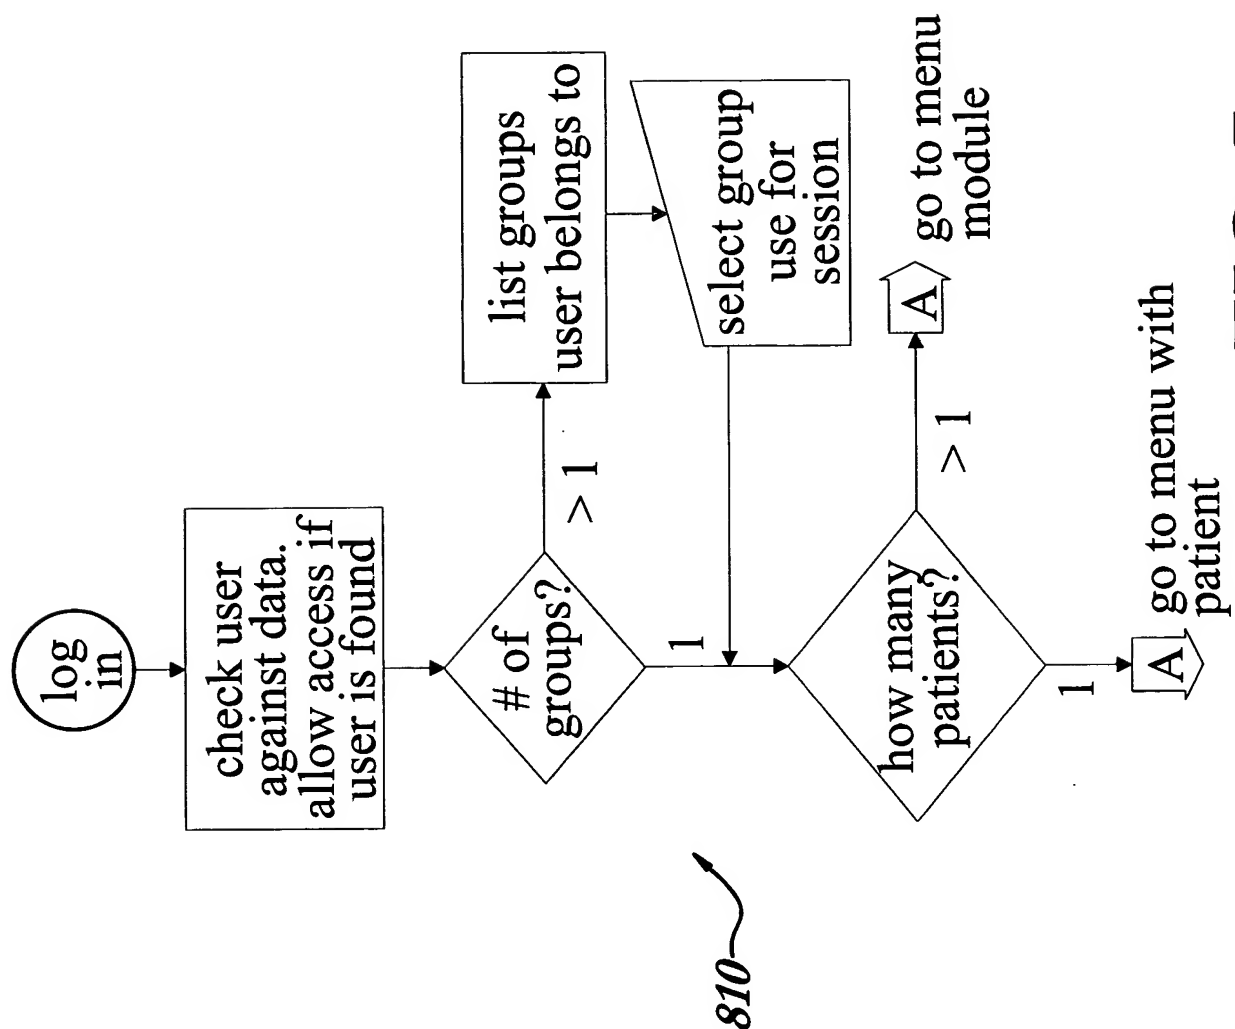 log
in
check user
against data.
allow access if
user is found
# of
groups?
> 1
list groups
user belongs to
select group
use for
session
1
how many
patients?
> 1
A
go to menu
module
1
A
go to menu with
patient
810